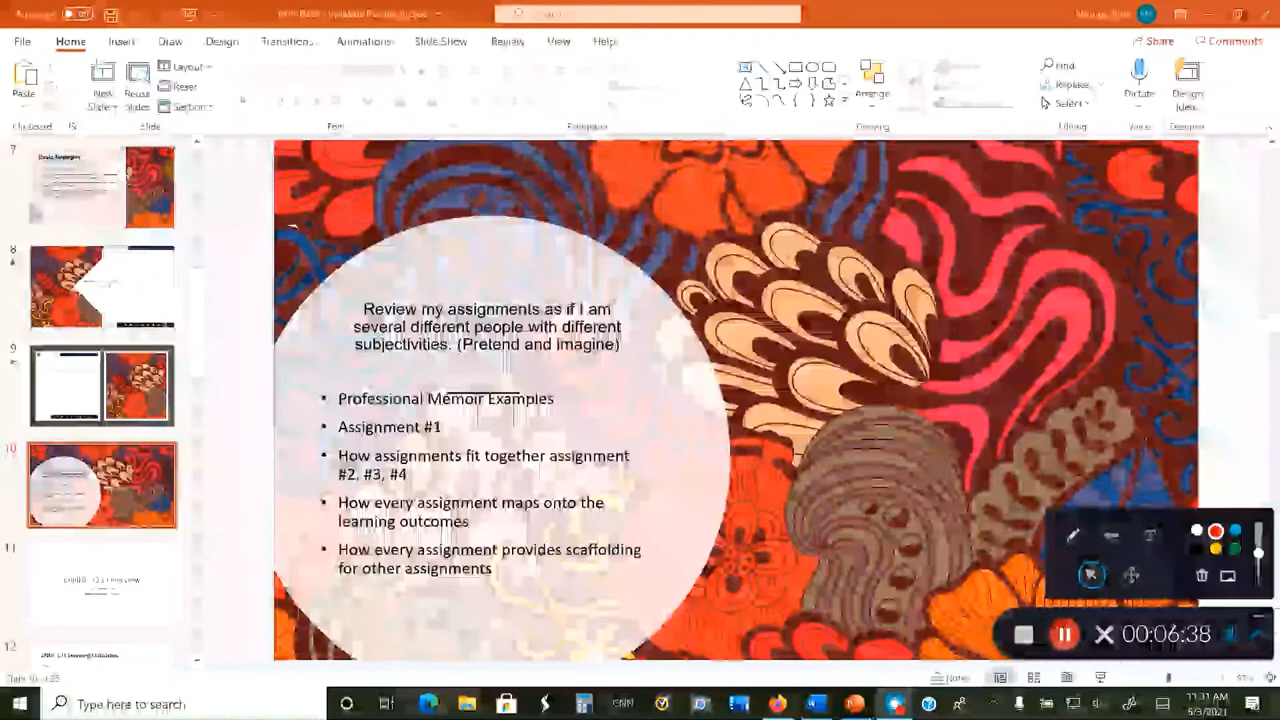 File Home Insert Draw Design Transitions Animations Slide Show Review View Help Share Comments
Paste New Reuse Layout Reset Section Arrange Find Replace Select Dictate Design
Slide Slides
Clipboard Slide Drawing Editing Voice Designer
7
8
9
10
11
12
Review my assignments as if I am
several different people with different
subjectivities. (Pretend and Imagine)
• Professional Memoir Examples
• Assignment #1
• How assignments fit together assignment
#2, #3, #4
• How every assignment maps onto the
learning outcomes
• How every assignment provides scaffolding
for other assignments
00:06:38
Notes
Type here to search
CNN
11:31 AM
5/3/2021